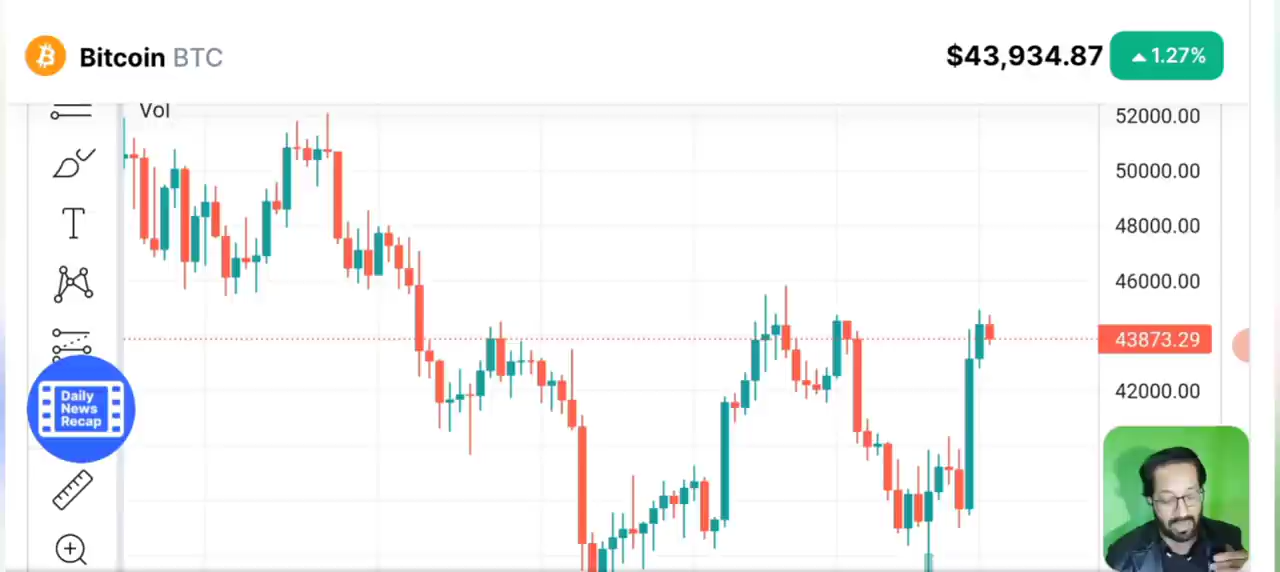 Bitcoin BTC
$43,934.87
1.27%
Vol
52000.00
50000.00
48000.00
46000.00
43873.29
42000.00
T
Daily
News
Recap